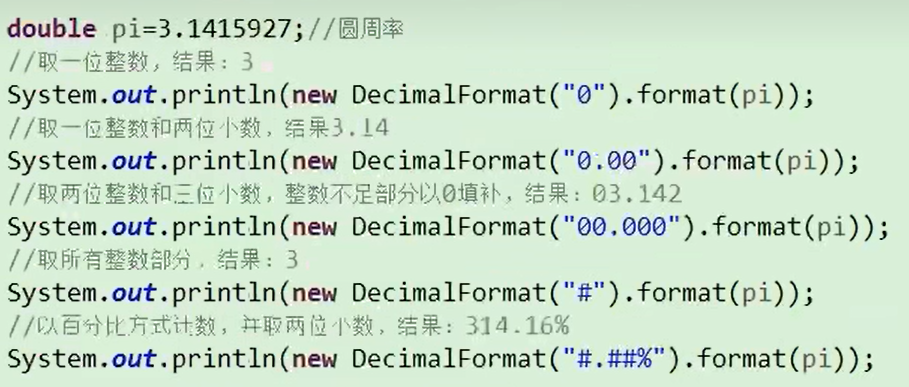 double pi=3.1415927;//圆周率
//取一位整数，结果：3
System.out.println(new DecimalFormat("0").format(pi));
//取一位整数和两位小数，结果3.14
System.out.println(new DecimalFormat("0.00").format(pi));
//取两位整数和三位小数，整数不足部分以0填补，结果：03.142
System.out.println(new DecimalFormat("00.000").format(pi));
//取所有整数部分，结果：3
System.out.println(new DecimalFormat("#").format(pi));
//以百分比方式计数，并取两位小数，结果：314.16%
System.out.println(new DecimalFormat("#.##%").format(pi));